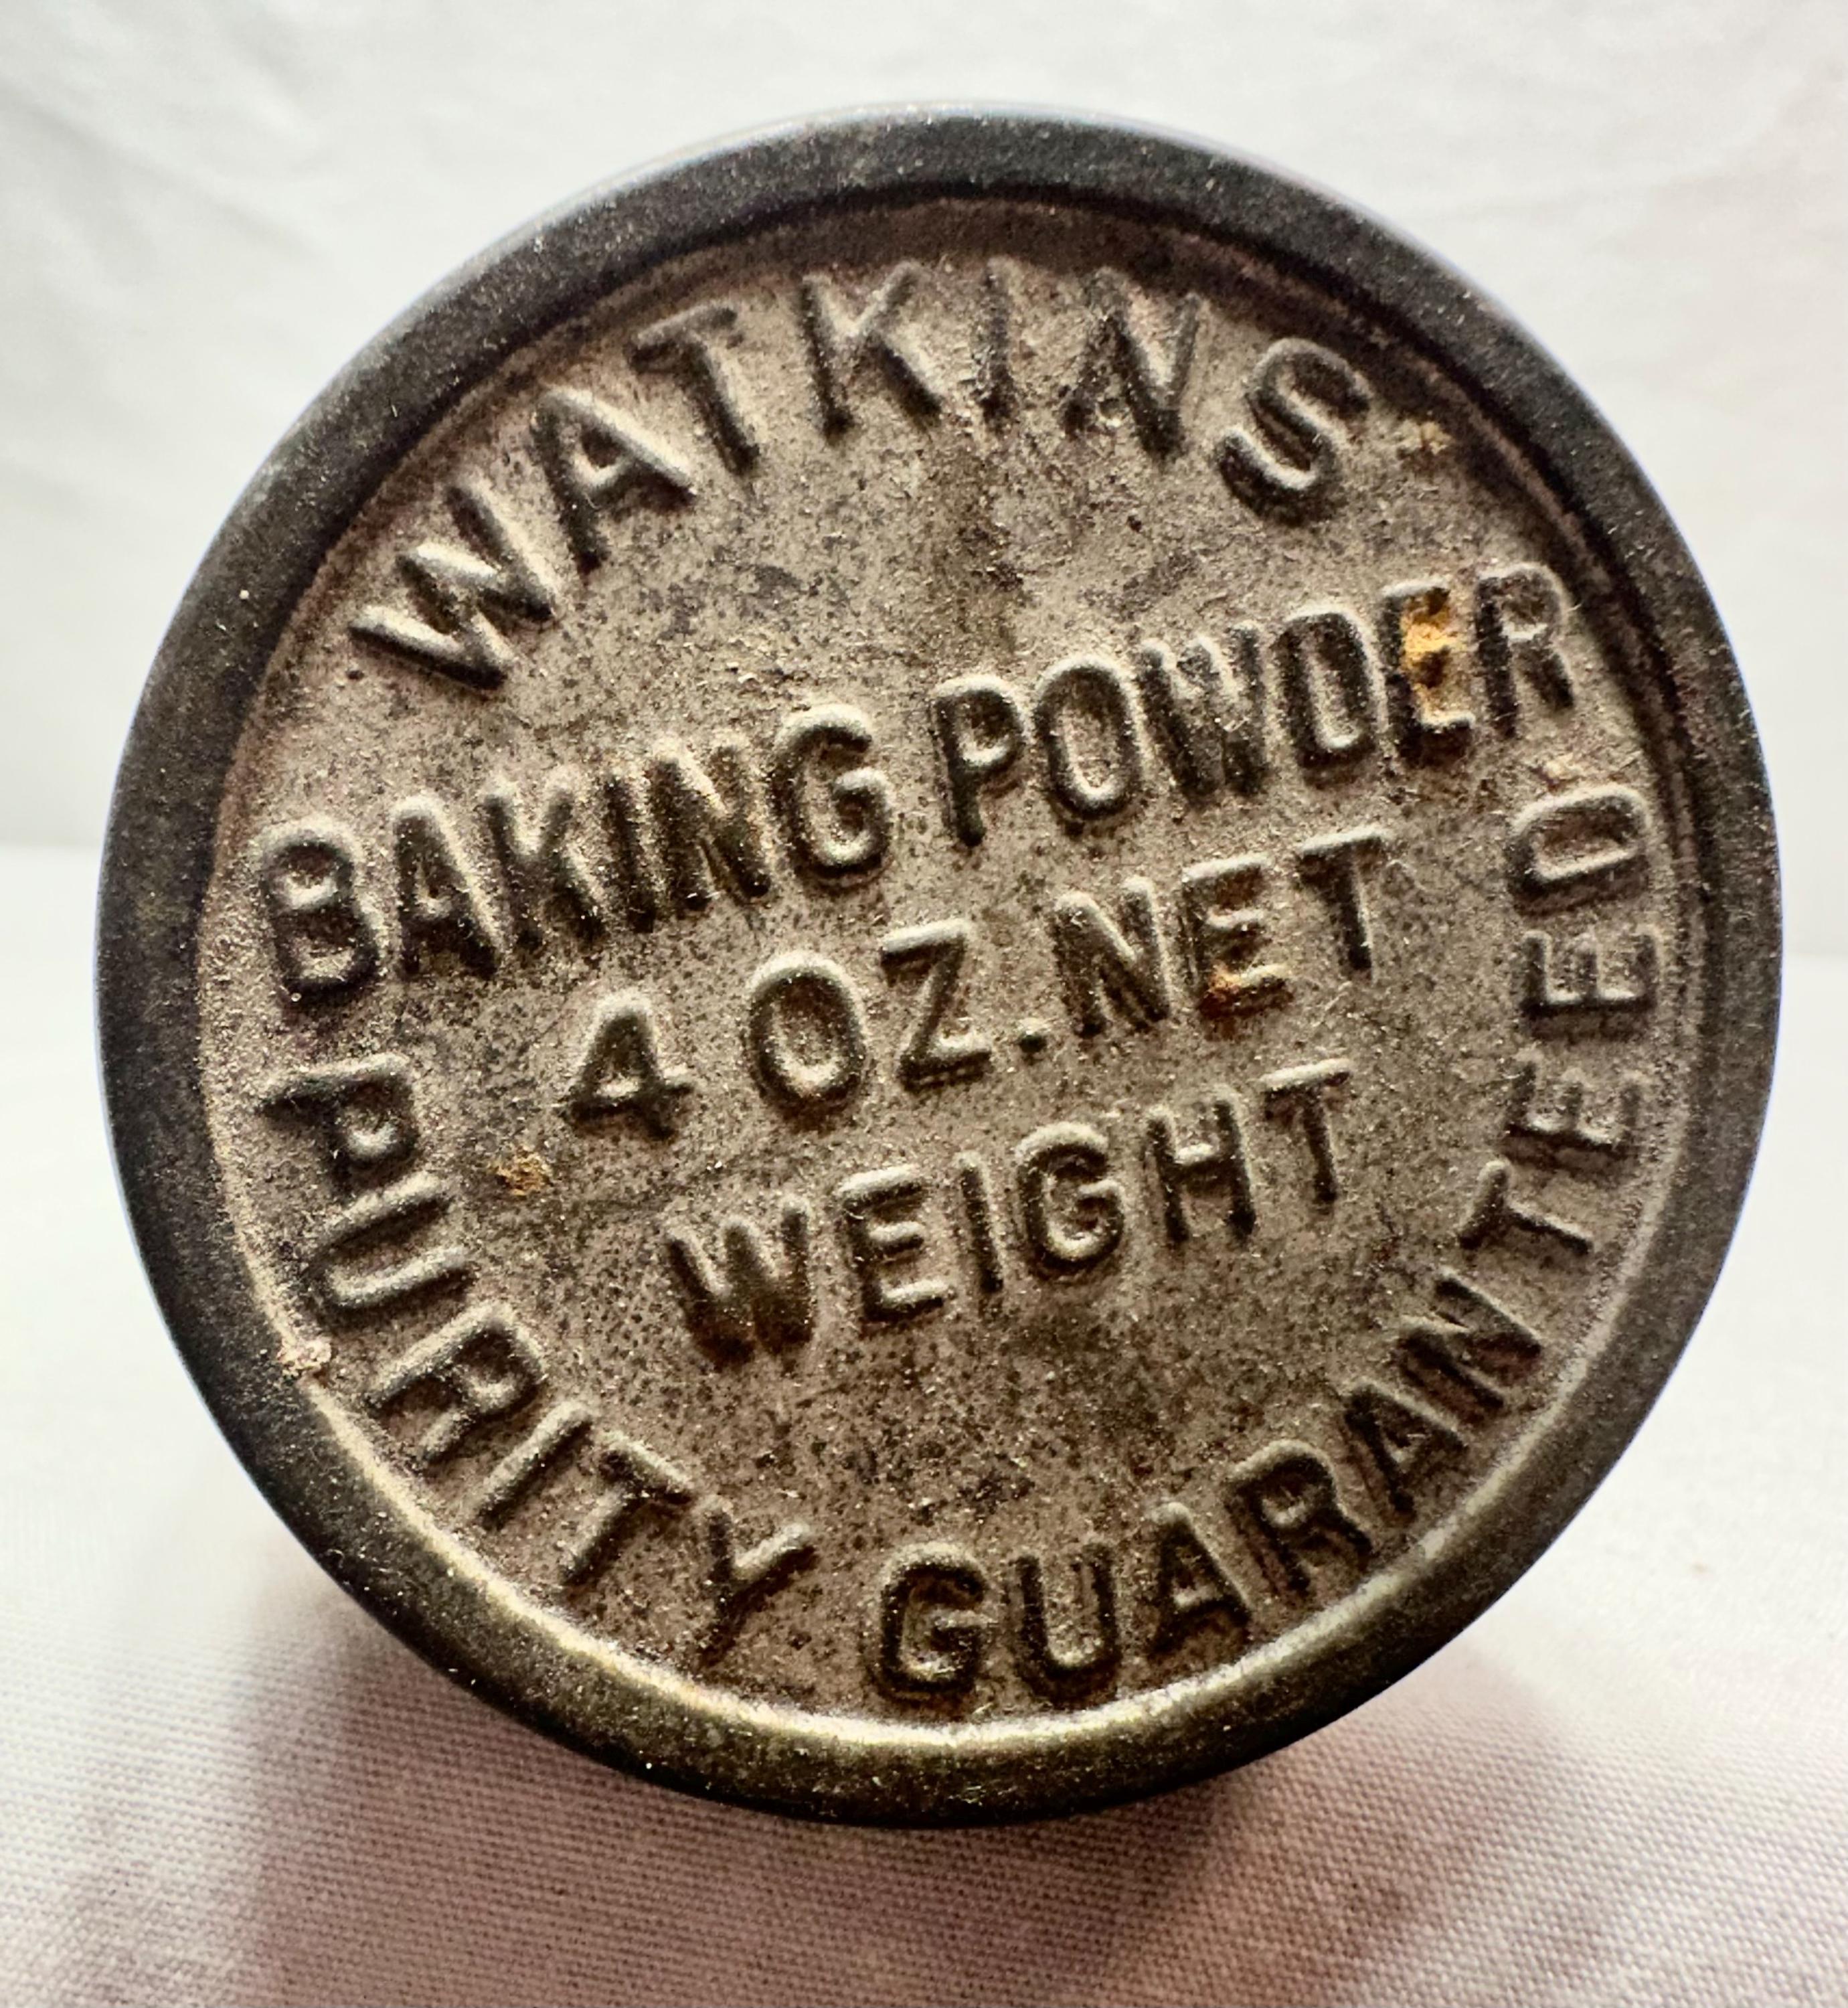 WATKINS
BAKING POWDER
4 OZ. NET
WEIGHT
PURITY GUARANTEED